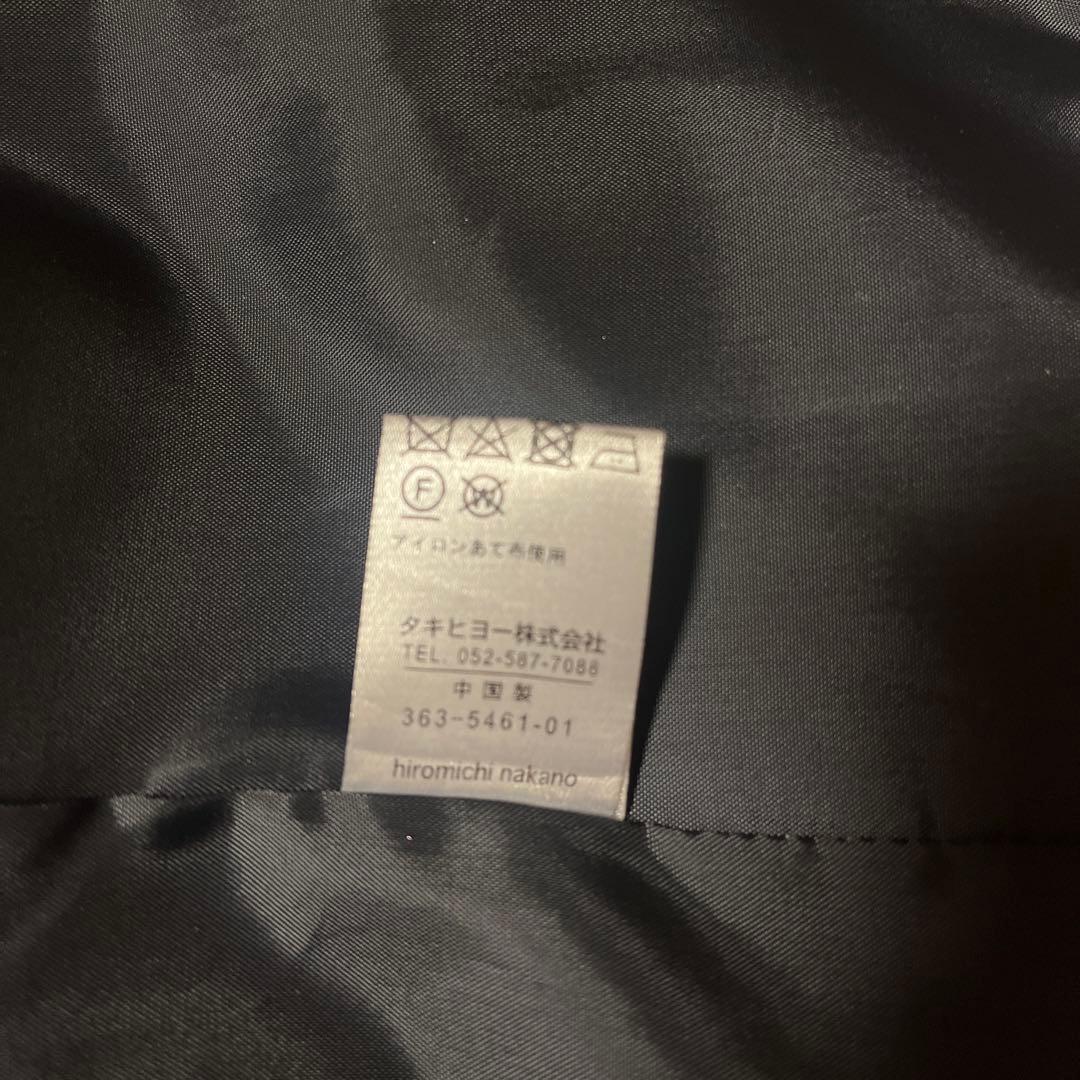 F W
アイロンあて布使用
タキヒヨー株式会社
TEL. 052-587-7088
中国製
363-5461-01
hiromichi nakano